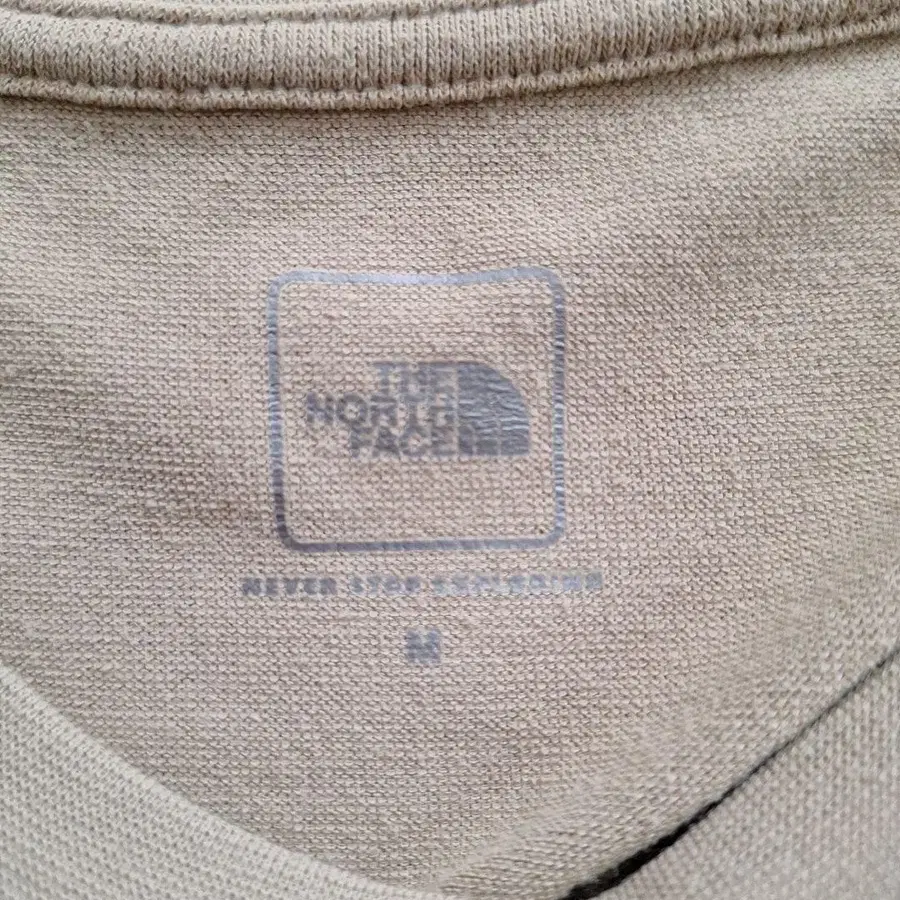 THE
NORTH
FACE
NEVER STOP EXPLORING
M